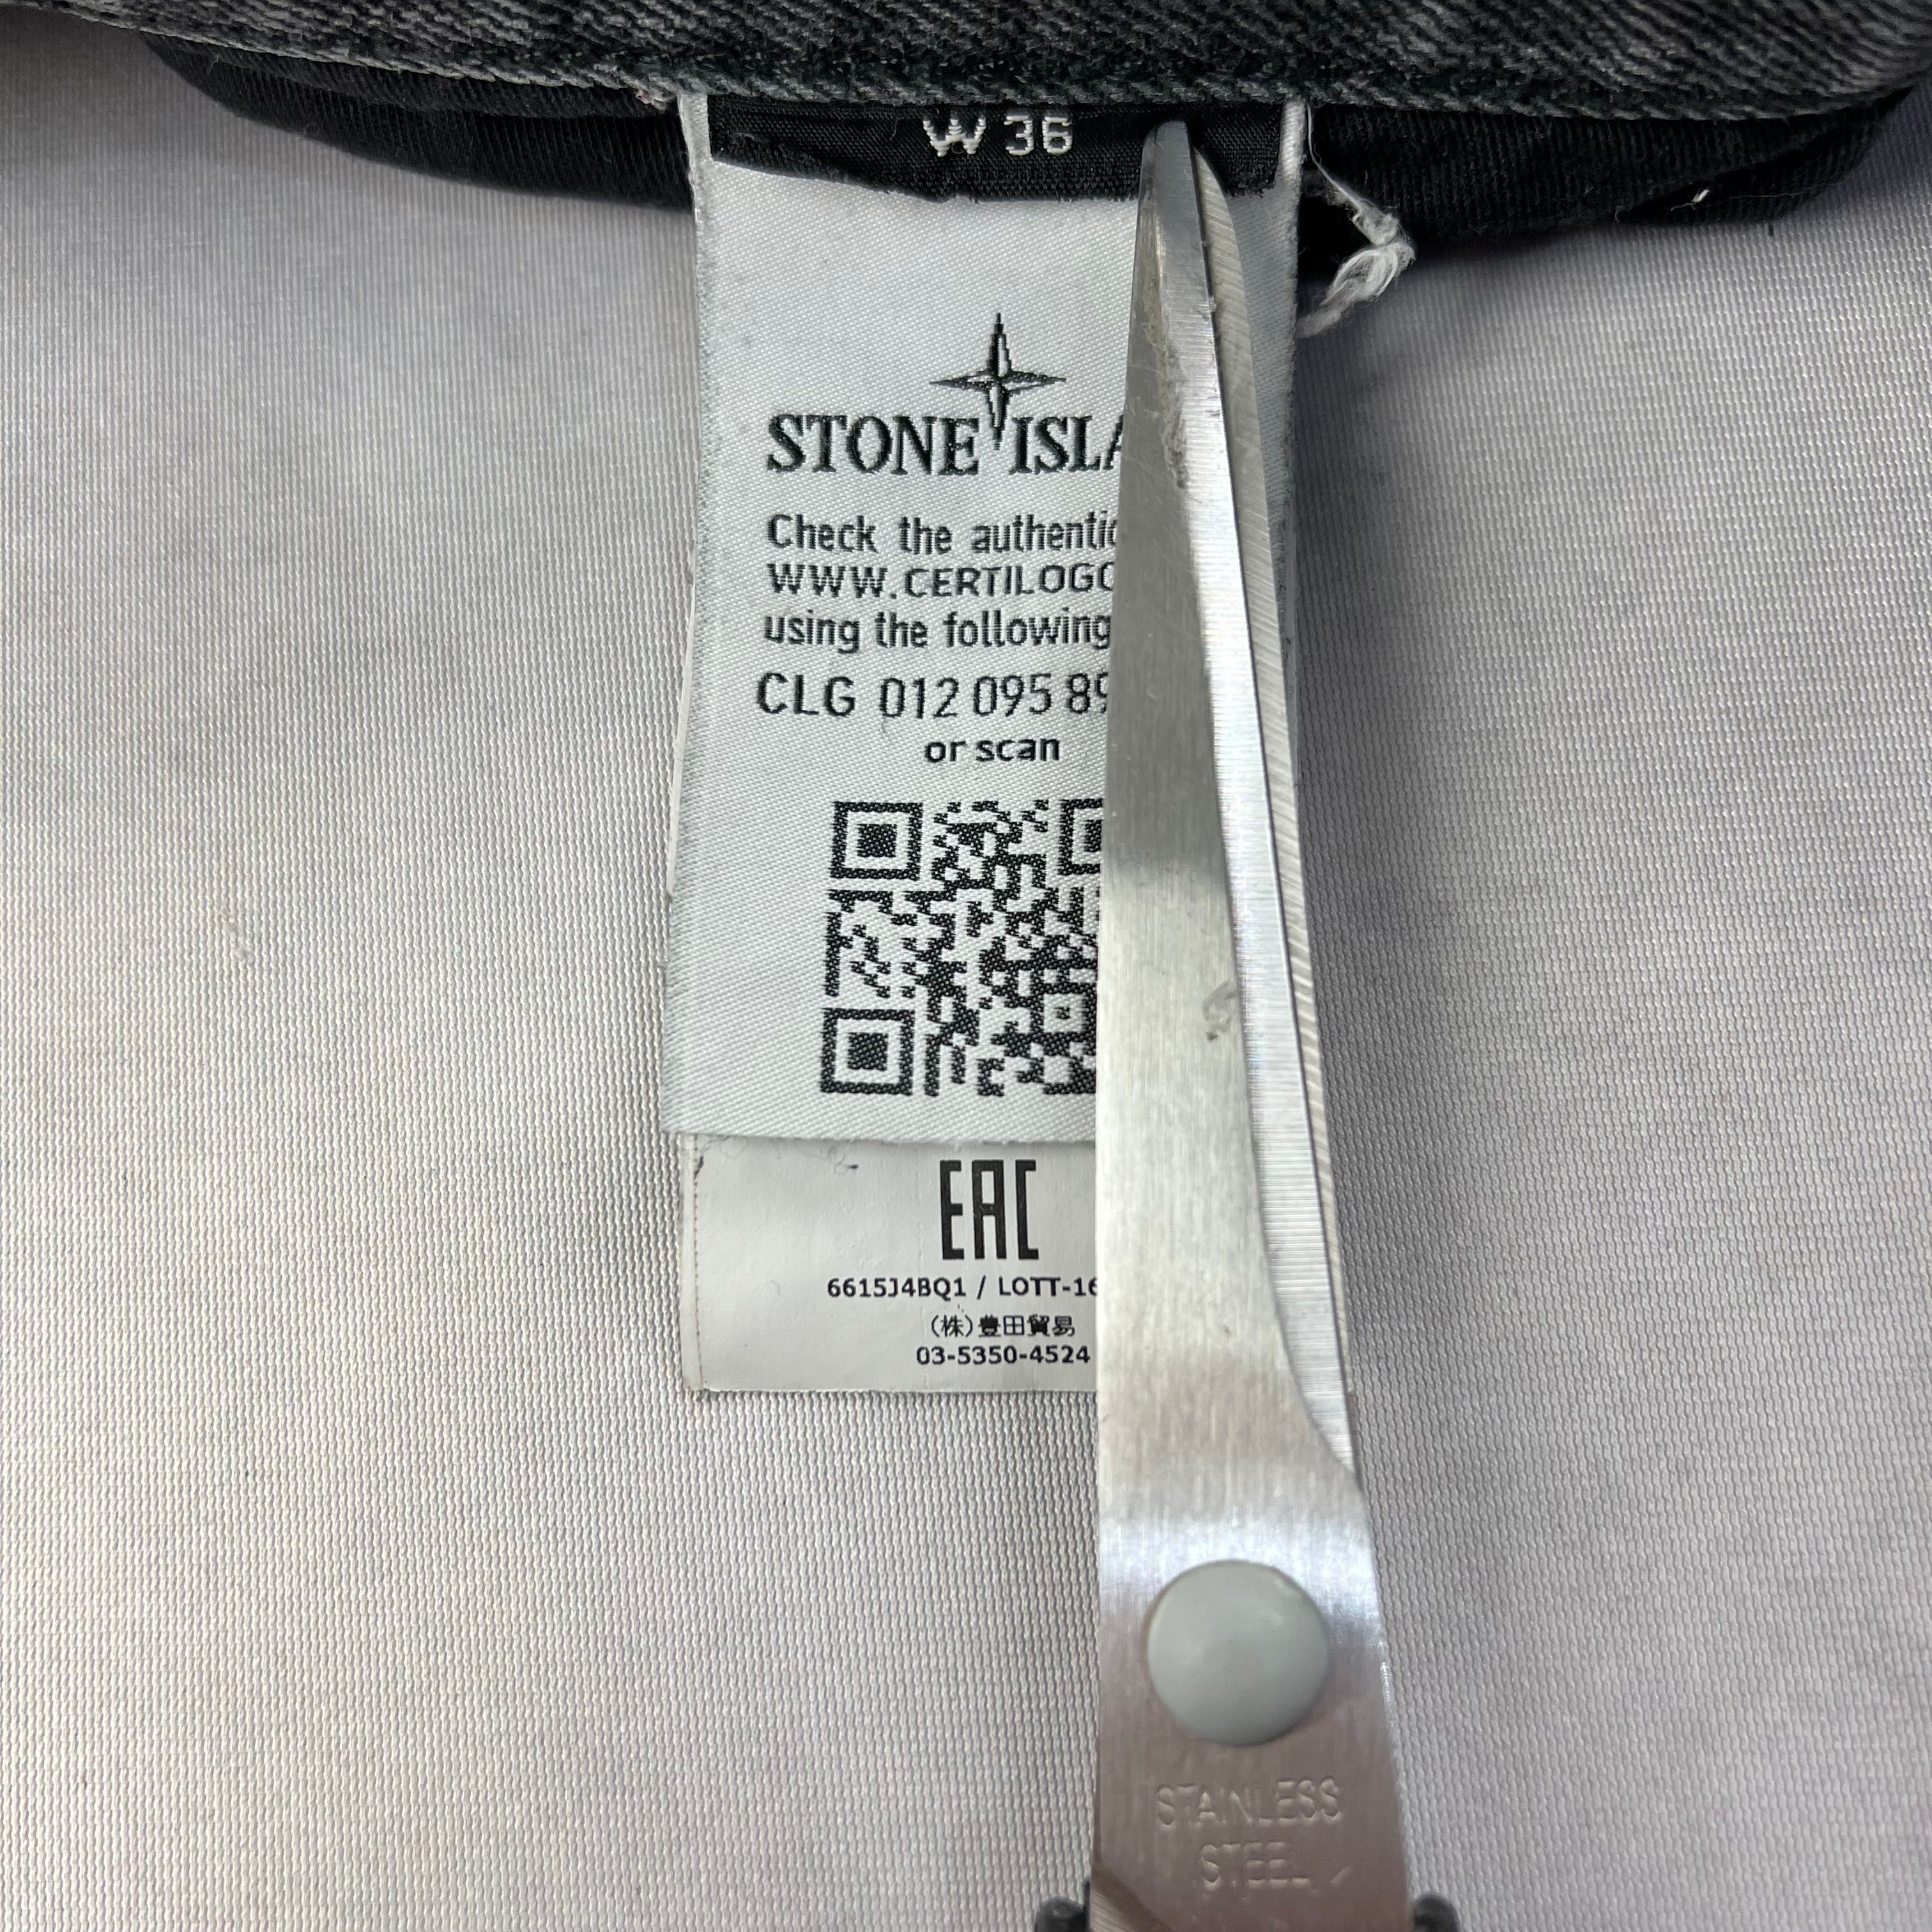 W 36
STONE ISLA
Check the authentic
WWW.CERTILOGO
using the following
CLG 012 095 89
or scan
EAC
6615J4BQ1 / LOTT-16
(株)豊田貿易
03-5350-4524
STAINLESS
STEEL